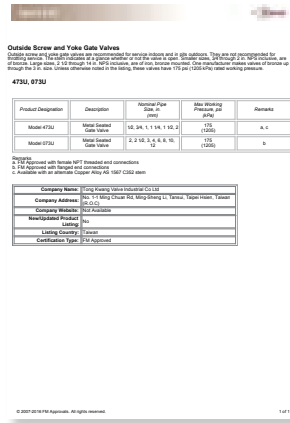 Outside Screw and Yoke Gate Valves
Outside screw and yoke gate valves are recommended for service indoors and in pits outdoors. They are not recommended for
throttling service. The stem indicates at a glance whether or not the valve is open. Smaller sizes, 3/4 through 2 in. NPS inclusive, are
of bronze. Large sizes, 2 1/2 through 14 in. NPS inclusive, are of iron, bronze mounted. One manufacturer makes valves of bronze up
through the 3 in. size. Unless otherwise noted in the listing, these valves have 175 psi (1205 kPa) rated working pressure.
473U, 073U
Product Designation Description Nominal Pipe Size, in. (mm) Max Working Pressure, psi (kPa) Remarks
Model 473U Metal Seated Gate Valve 1/2, 3/4, 1, 1 1/4, 1 1/2, 2 175 (1205) a, c
Model 073U Metal Seated Gate Valve 2, 2 1/2, 3, 4, 6, 8, 10, 12 175 (1205) b
Remarks
a. FM Approved with female NPT threaded end connections
b. FM Approved with flanged end connections
c. Available with an alternate Copper Alloy AS 1567 C352 stem
Company Name: Tong Kwang Valve Industrial Co Ltd
Company Address: No. 1-1 Ming Chuan Rd, Ming-Sheng Li, Tansui, Taipei Hsien, Taiwan (R.O.C)
Company Website: Not Available
New/Updated Product Listing: No
Listing Country: Taiwan
Certification Type: FM Approved
© 2007-2016 FM Approvals. All rights reserved. 1 of 1